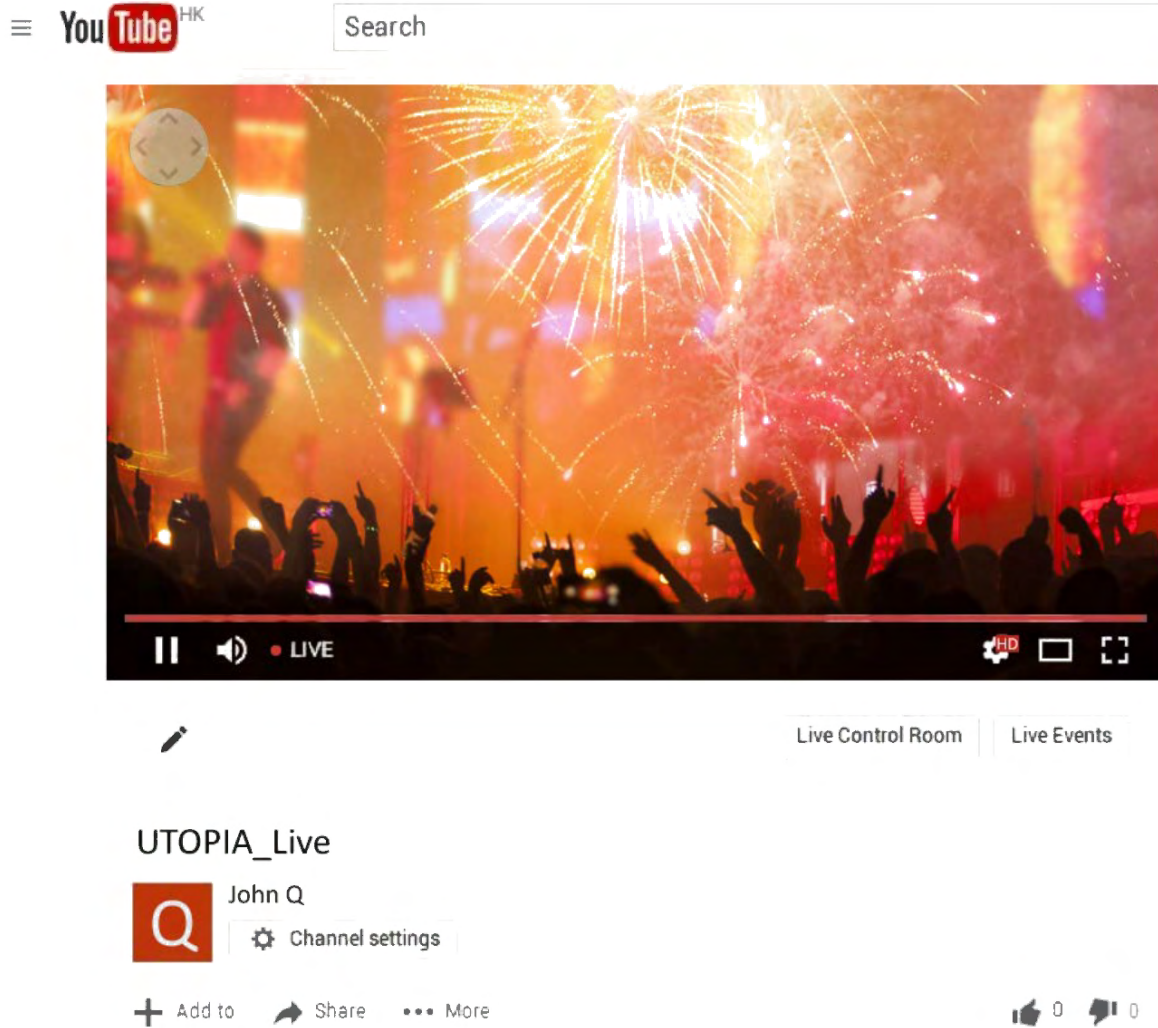 YouTube HK
Search
LIVE
HD
Live Control Room
Live Events
UTOPIA_Live
Q
John Q
Channel settings
Add to
Share
More
0
0